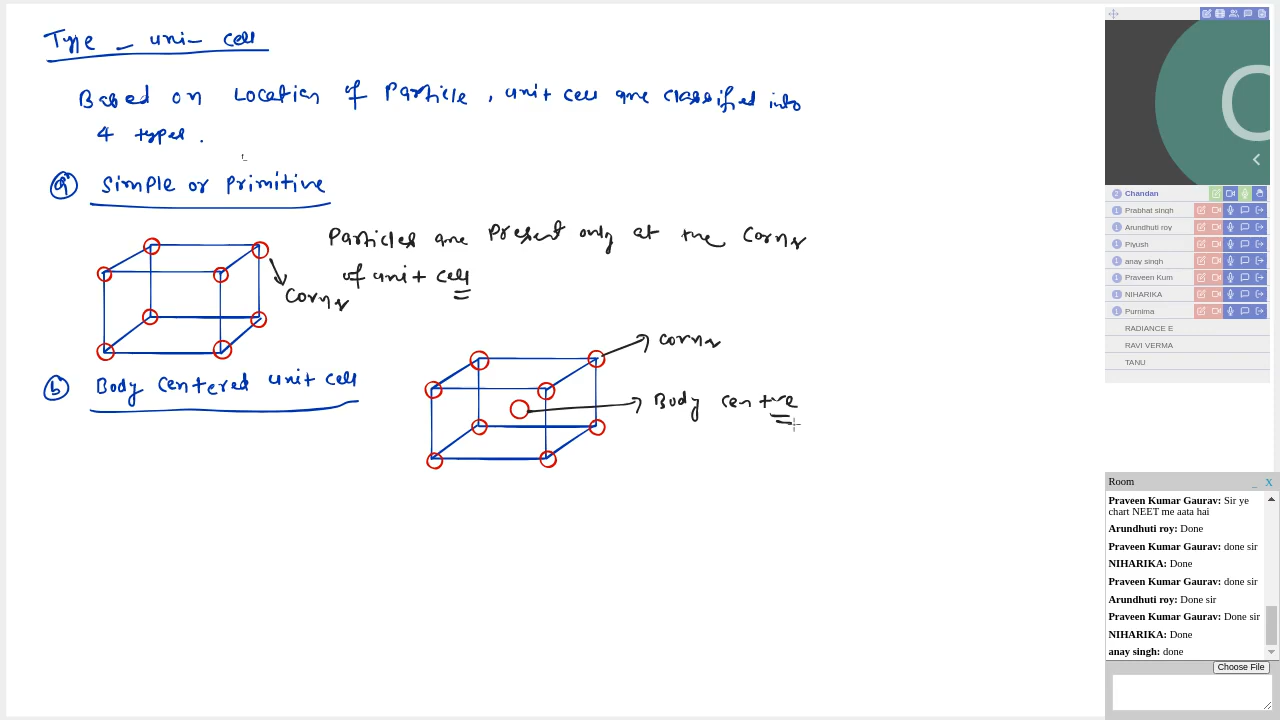 Type - uni- cell
Based on Location of Particle, unit cell are classified into
4 types.
(a) Simple or Primitive
Particles are Present only at the Corner
of unit cell
Corner
(b) Body Centered unit cell
corner
Body centre
C
Chandan
Prabhat singh
Arundhuti roy
Piyush
anay singh
Praveen Kum
NIHARIKA
Purnima
RADIANCE E
RAVI VERMA
TANU
Room _ X
Praveen Kumar Gaurav: Sir ye
chart NEET me aata hai
Arundhuti roy: Done
Praveen Kumar Gaurav: done sir
NIHARIKA: Done
Praveen Kumar Gaurav: done sir
Arundhuti roy: Done sir
Praveen Kumar Gaurav: Done sir
NIHARIKA: Done
anay singh: done
Choose File